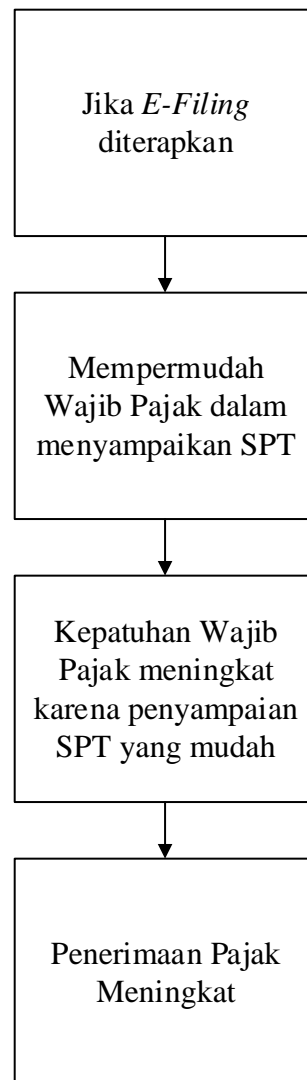 Jika E-Filing
diterapkan
Mempermudah
Wajib Pajak dalam
menyampaikan SPT
Kepatuhan Wajib
Pajak meningkat
karena penyampaian
SPT yang mudah
Penerimaan Pajak
Meningkat